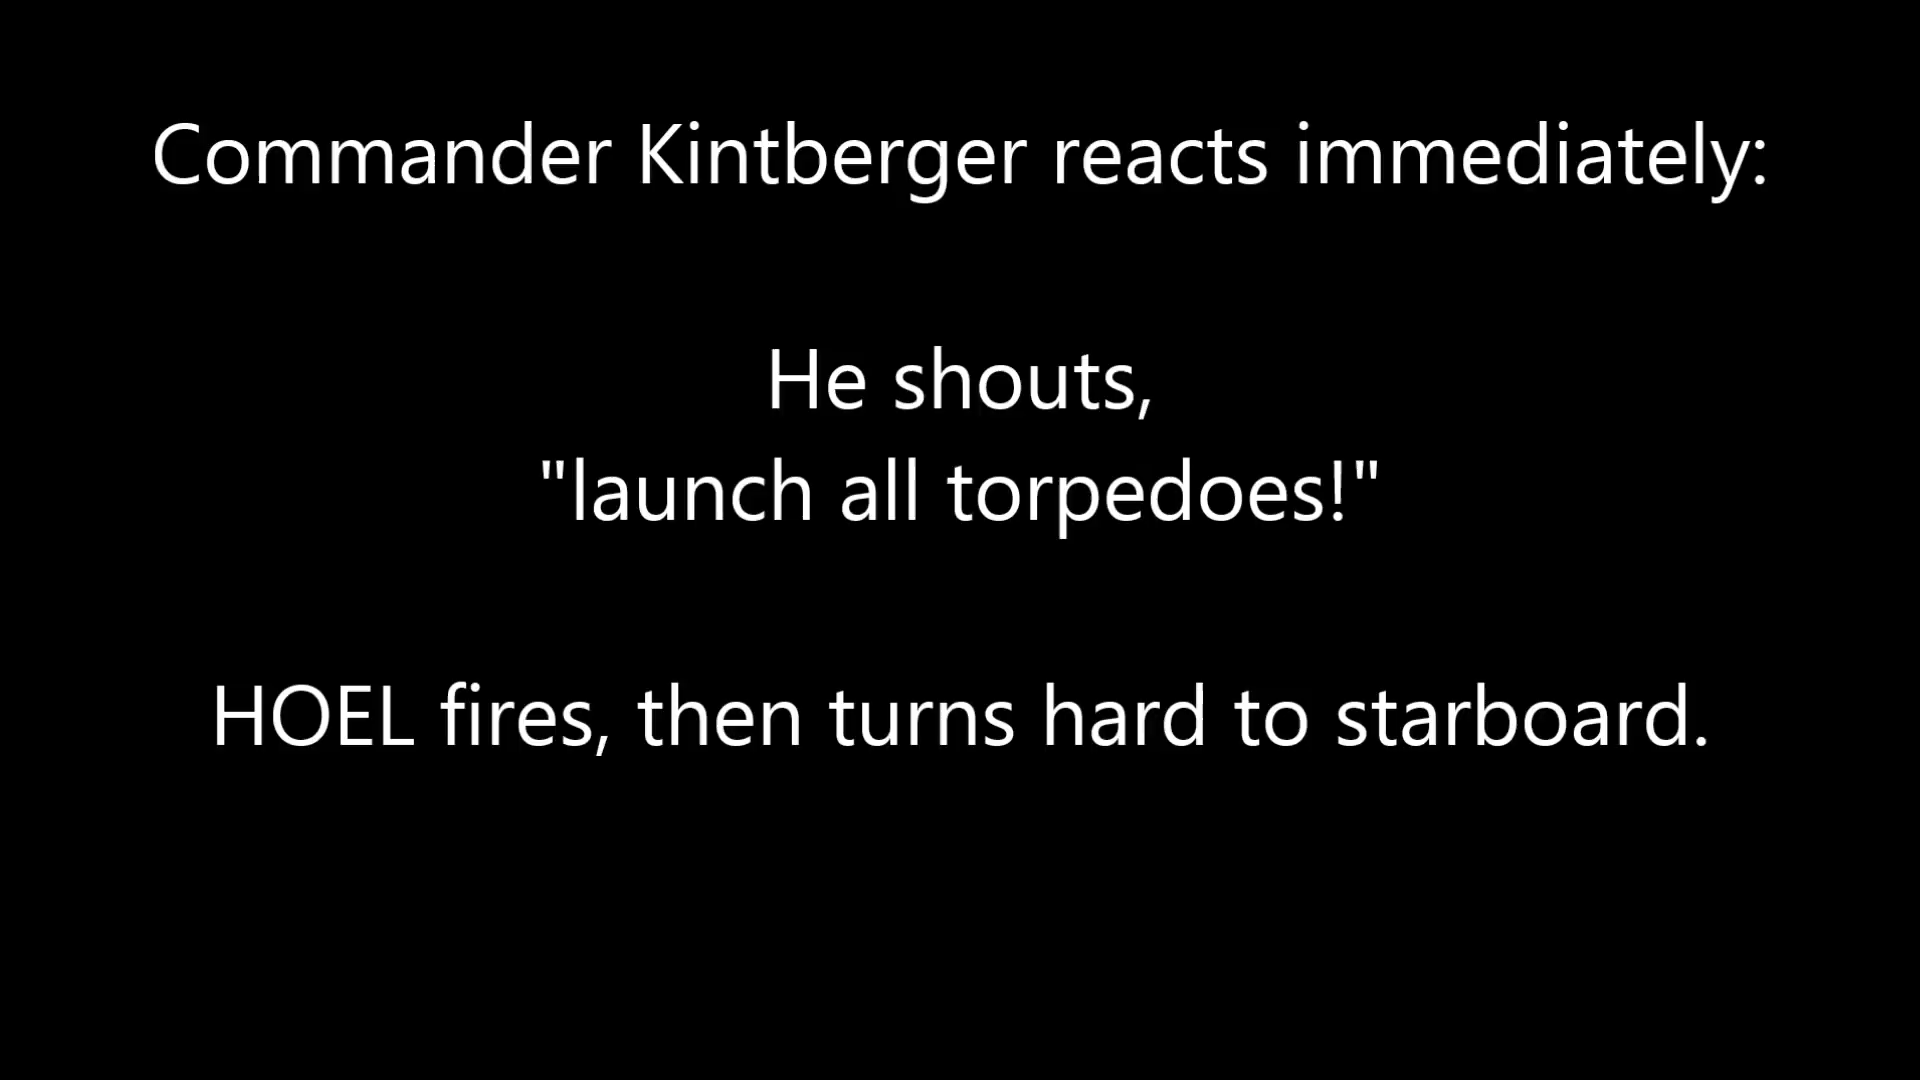 Commander Kintberger reacts immediately:
He shouts,
"launch all torpedoes!"
HOEL fires, then turns hard to starboard.